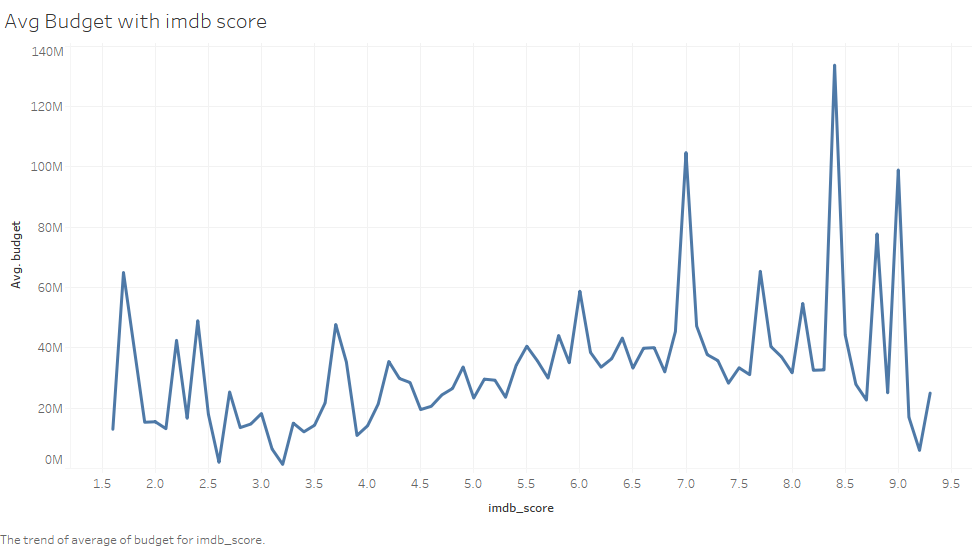 Avg Budget with imdb score
140M
120M
100M
80M
60M
40M
20M
0M
Avg. budget
1.5 2.0 2.5 3.0 3.5 4.0 4.5 5.0 5.5 6.0 6.5 7.0 7.5 8.0 8.5 9.0 9.5
imdb_score
The trend of average of budget for imdb_score.